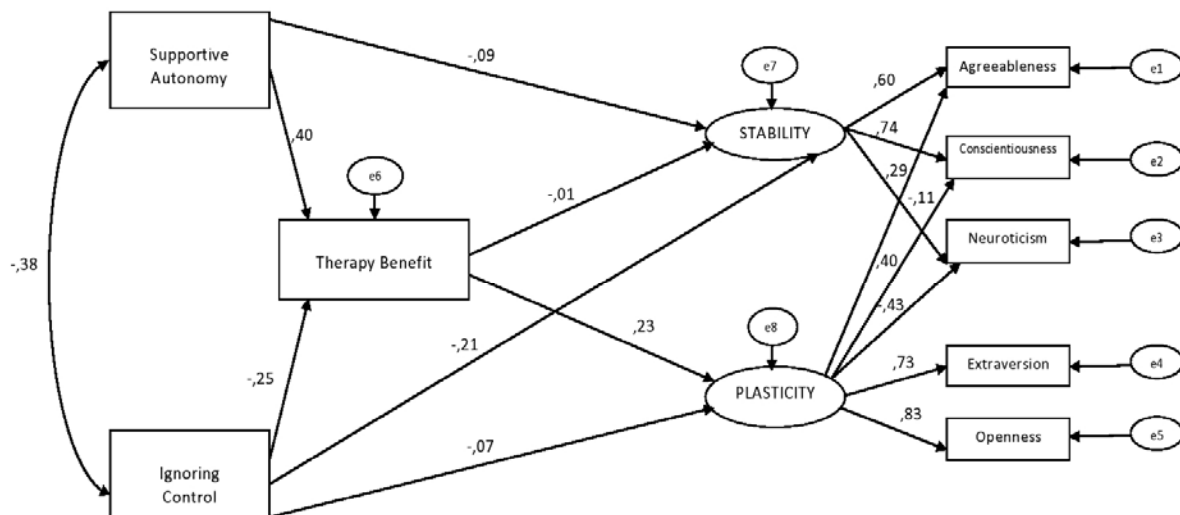 Supportive
Autonomy
-,09
e7
,60
Agreeableness
e1
STABILITY
,74
,40
Conscientiousness
e2
e6
,29
-,01
-,11
Therapy Benefit
Neuroticism
e3
-,38
,40
-,43
,23
e8
-,21
Extraversion
e4
,73
-,25
PLASTICITY
,83
Openness
e5
-,07
Ignoring
Control